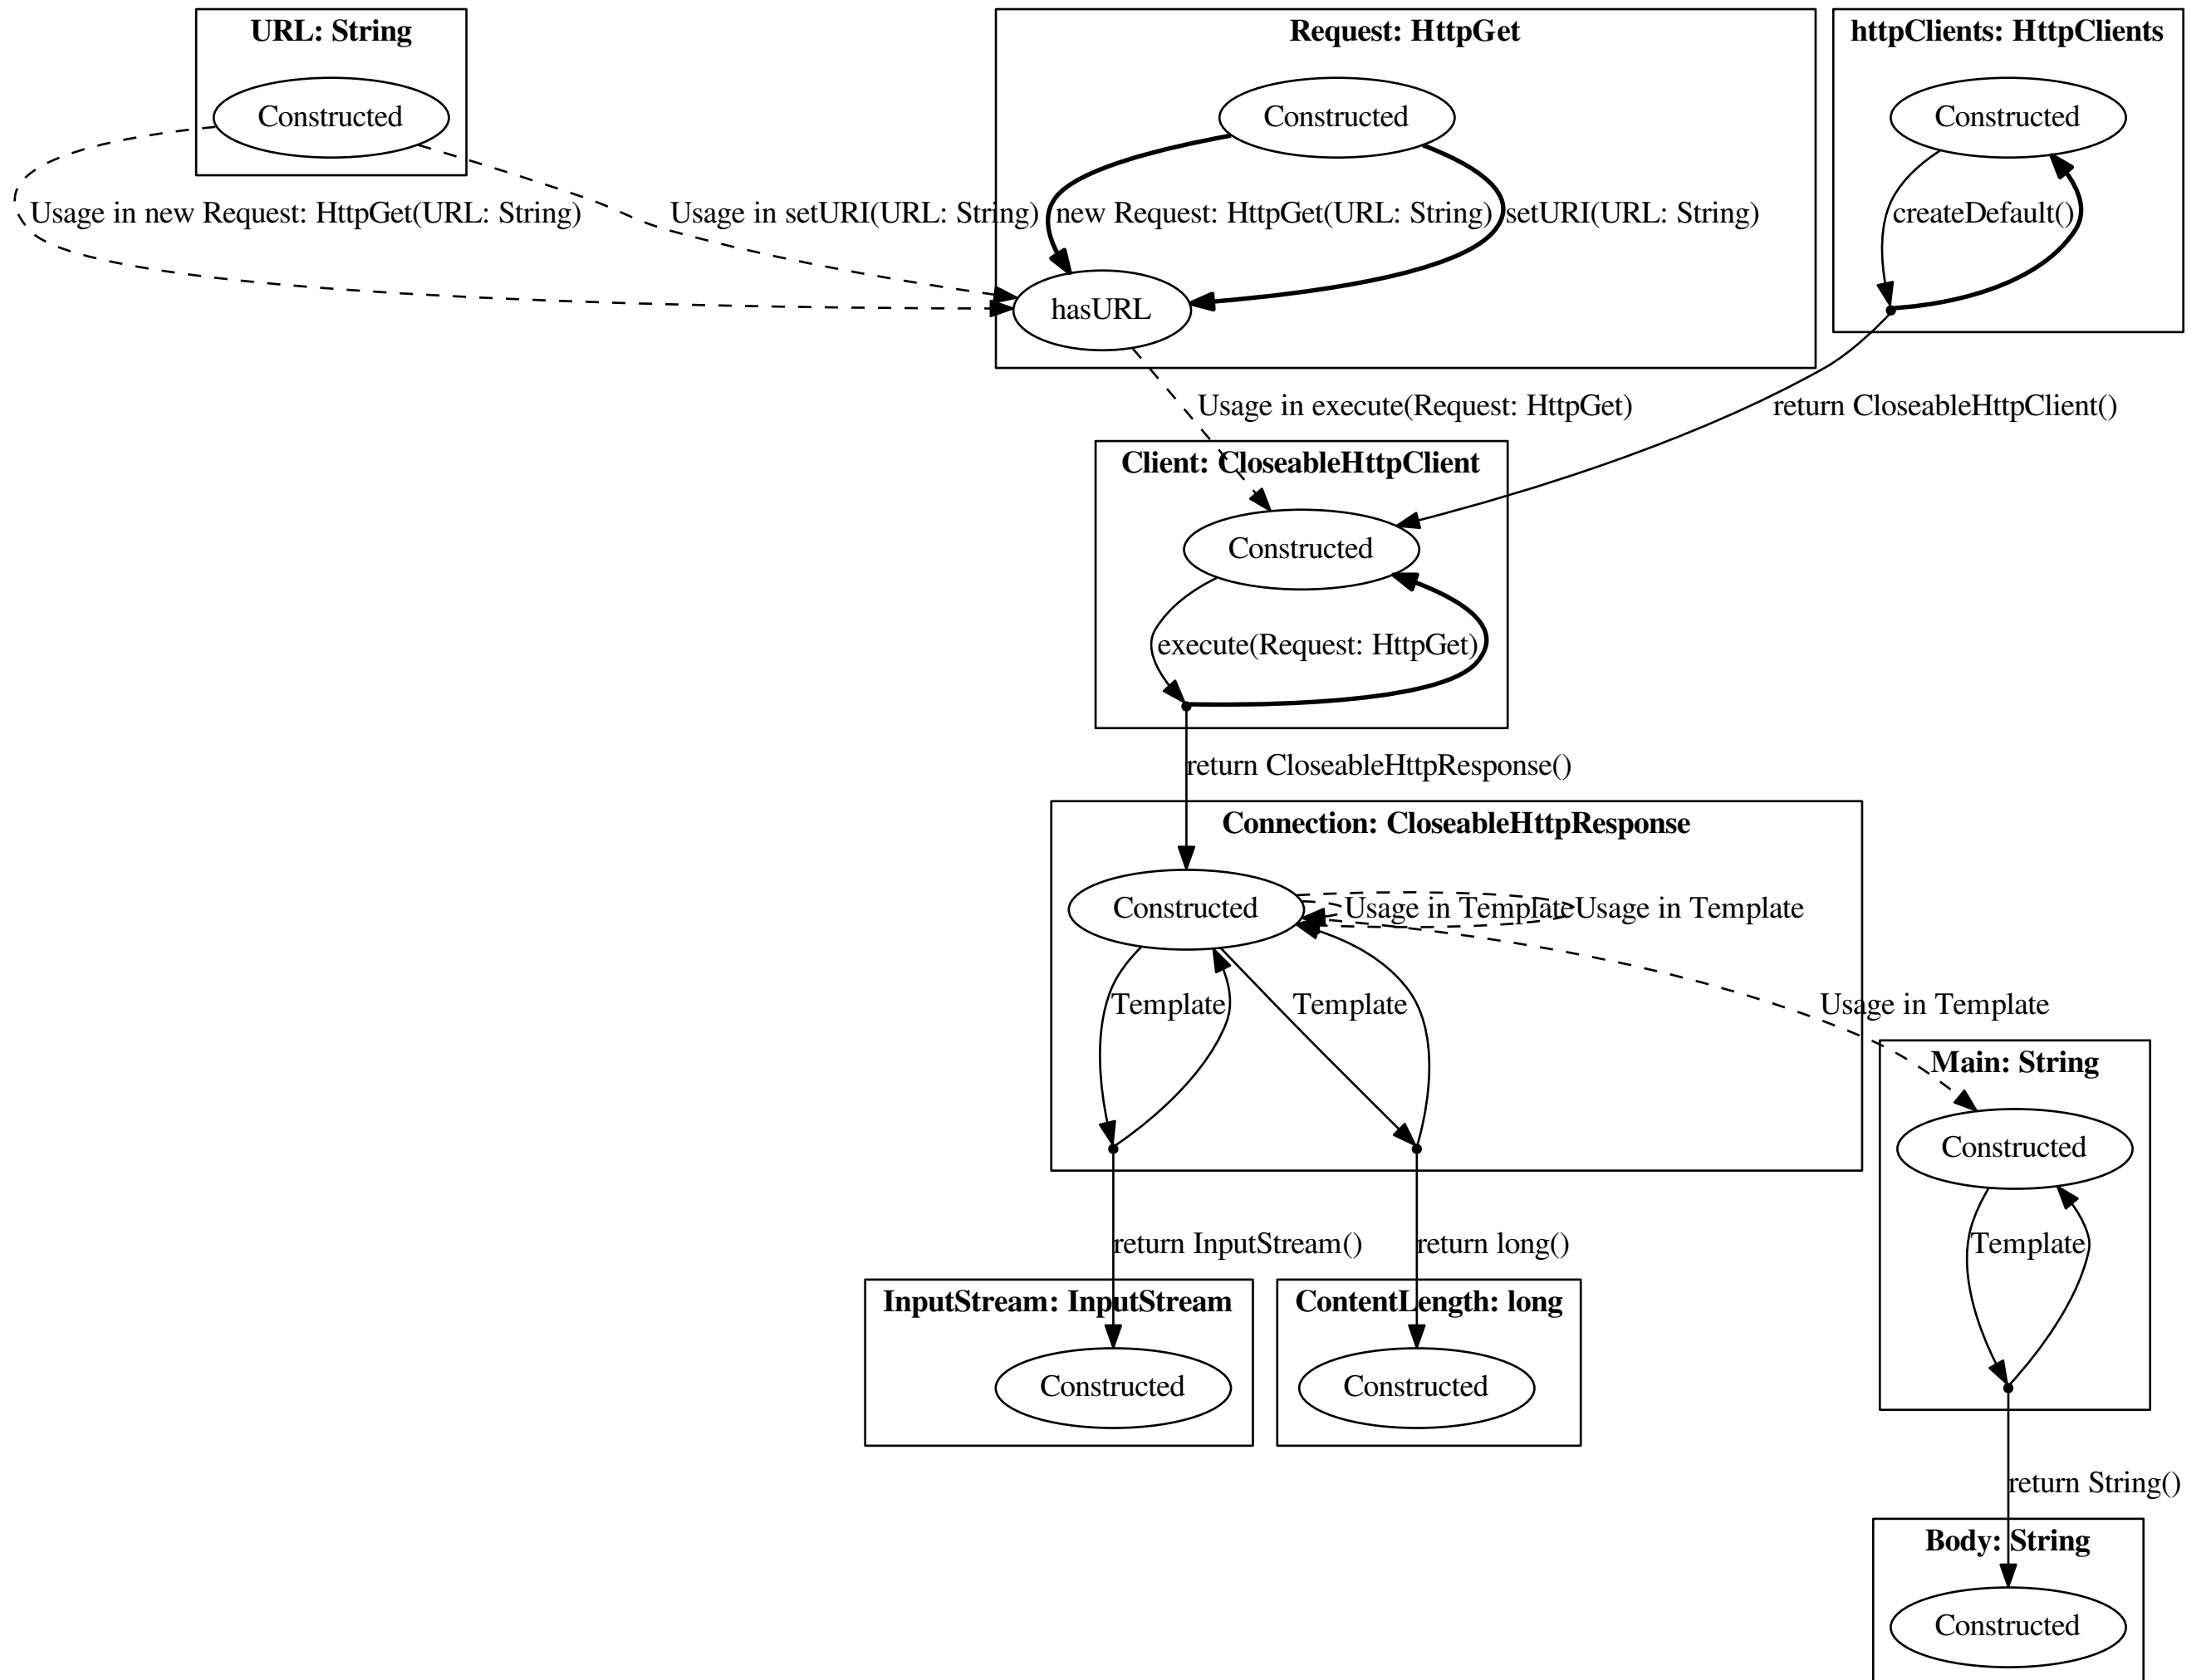 URL: String
Request: HttpGet
httpClients: HttpClients
Constructed
Constructed
Constructed
Usage in new Request: HttpGet(URL: String)
Usage in setURI(URL: String)
new Request: HttpGet(URL: String)
setURI(URL: String)
createDefault()
hasURL
Usage in execute(Request: HttpGet)
return CloseableHttpClient()
Client: CloseableHttpClient
Constructed
execute(Request: HttpGet)
return CloseableHttpResponse()
Connection: CloseableHttpResponse
Constructed
Usage in Template
Usage in Template
Template
Template
Usage in Template
Main: String
Constructed
return InputStream()
return long()
Template
InputStream: InputStream
ContentLength: long
Constructed
Constructed
return String()
Body: String
Constructed